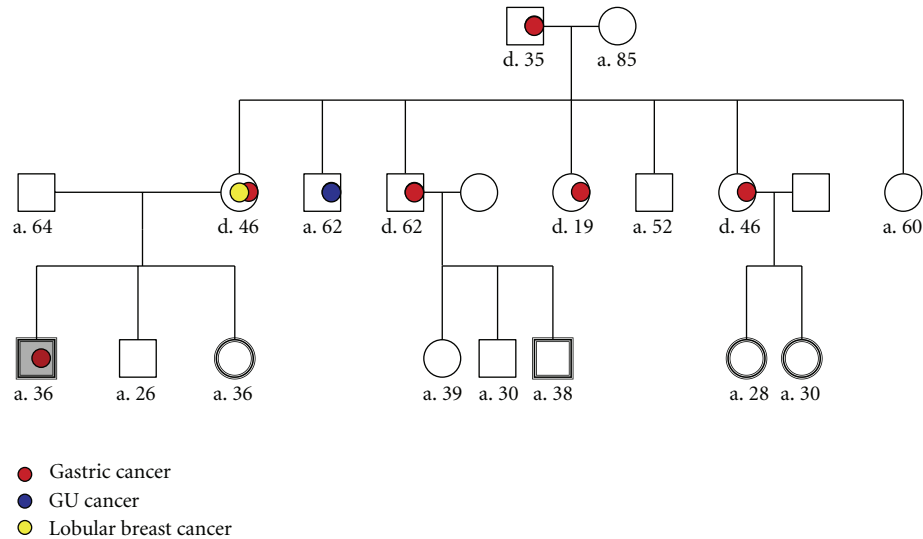 d. 35 a. 85
a. 64 d. 46 a. 62 d. 62 d. 19 a. 52 d. 46 a. 60
a. 36 a. 26 a. 36 a. 39 a. 30 a. 38 a. 28 a. 30
Gastric cancer
GU cancer
Lobular breast cancer